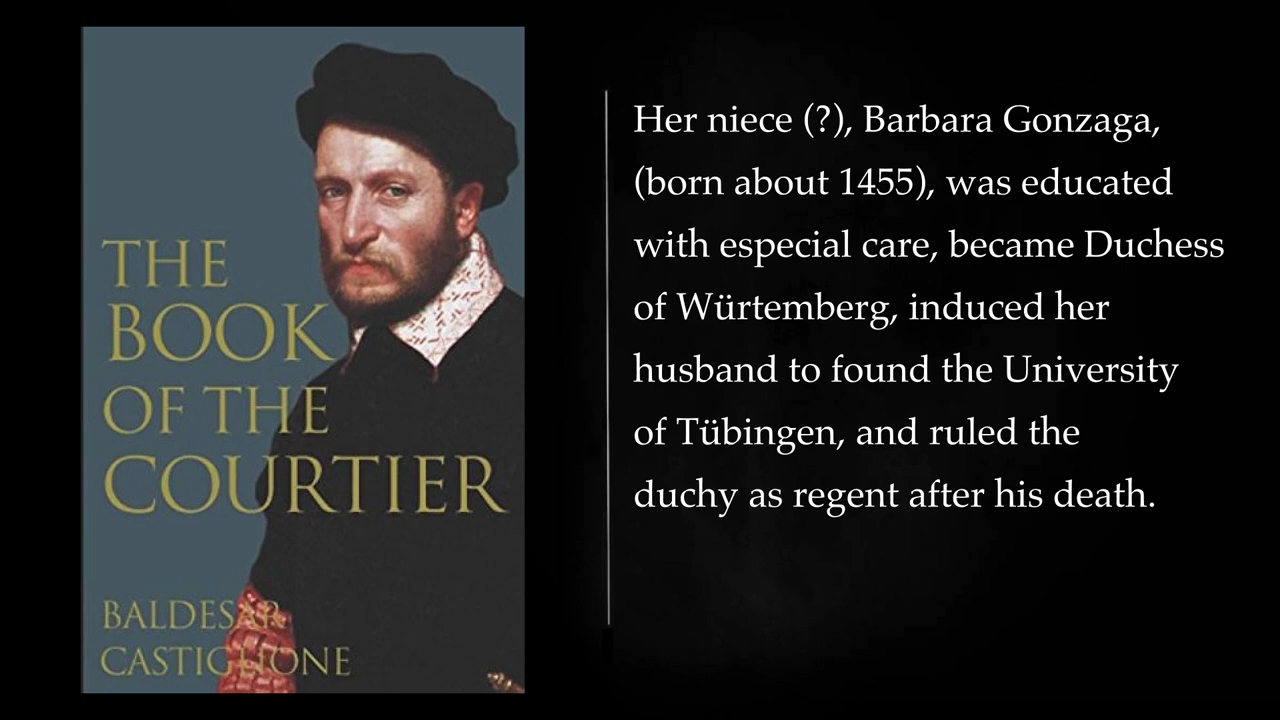 THE
BOOK
OF THE
COURTIER
BALDESAR
CASTIGLIONE
Her niece (?), Barbara Gonzaga,
(born about 1455), was educated
with especial care, became Duchess
of Würtemberg, induced her
husband to found the University
of Tübingen, and ruled the
duchy as regent after his death.